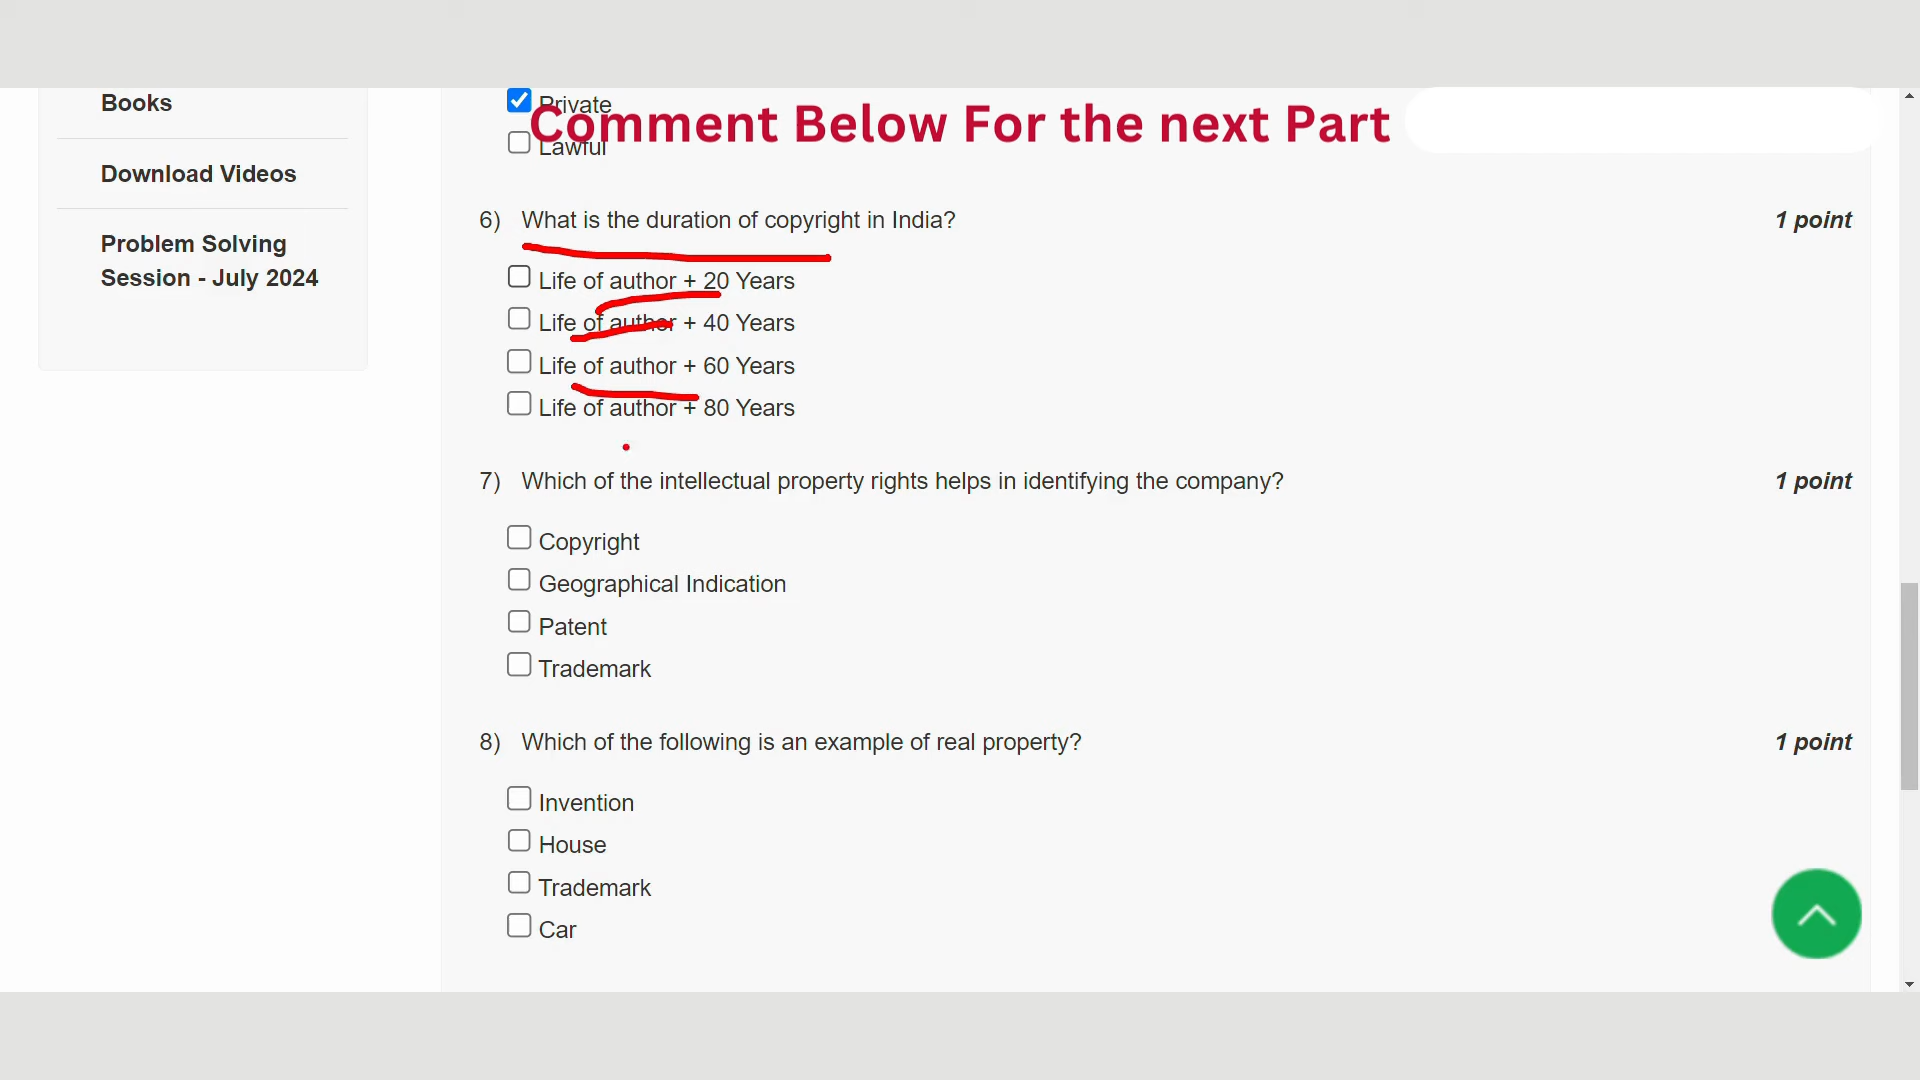 Books
Download Videos
Problem Solving
Session - July 2024
Private
Comment Below For the next Part
Lawful
6) What is the duration of copyright in India? 1 point
Life of author + 20 Years
Life of author + 40 Years
Life of author + 60 Years
Life of author + 80 Years
7) Which of the intellectual property rights helps in identifying the company? 1 point
Copyright
Geographical Indication
Patent
Trademark
8) Which of the following is an example of real property? 1 point
Invention
House
Trademark
Car